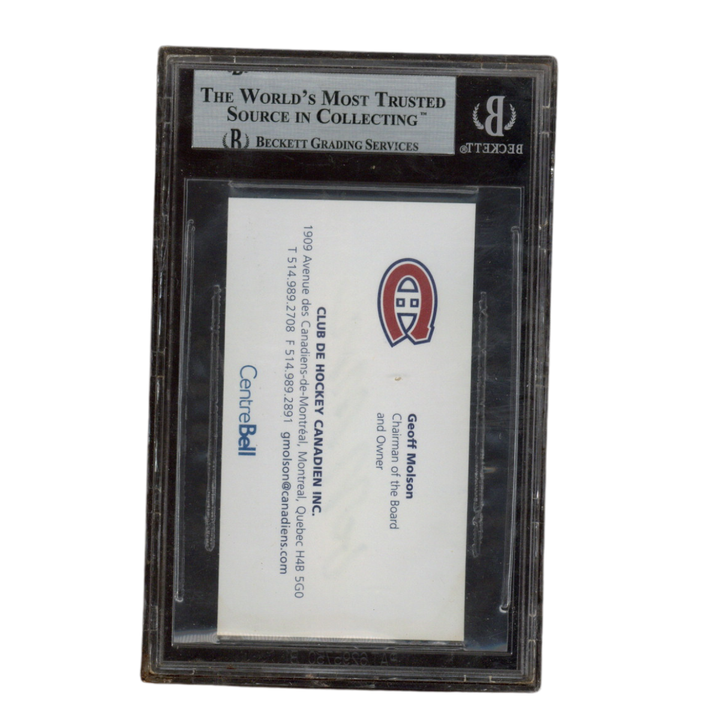 THE WORLD'S MOST TRUSTED
SOURCE IN COLLECTING™
BECKETT GRADING SERVICES
BECKETT®
Geoff Molson
Chairman of the Board
and Owner
CLUB DE HOCKEY CANADIEN INC.
1909 Avenue des Canadiens-de-Montréal, Montreal, Quebec H4B 5G0
T 514.989.2708 F 514.989.2891 gmolson@canadiens.com
CentreBell